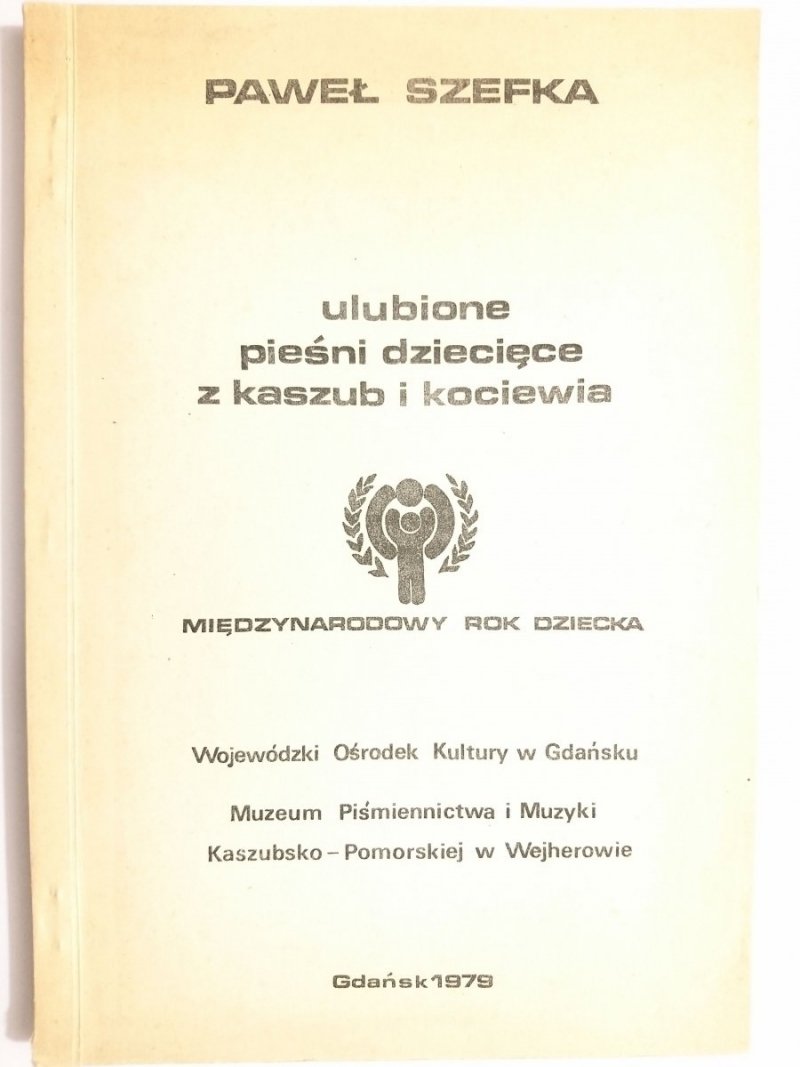 PAWEŁ SZEFKA
ulubione
pieśni dziecięce
z kaszub i kociewia
MIĘDZYNARODOWY ROK DZIECKA
Wojewódzki Ośrodek Kultury w Gdańsku
Muzeum Piśmiennictwa i Muzyki
Kaszubsko–Pomorskiej w Wejherowie
Gdańsk 1979